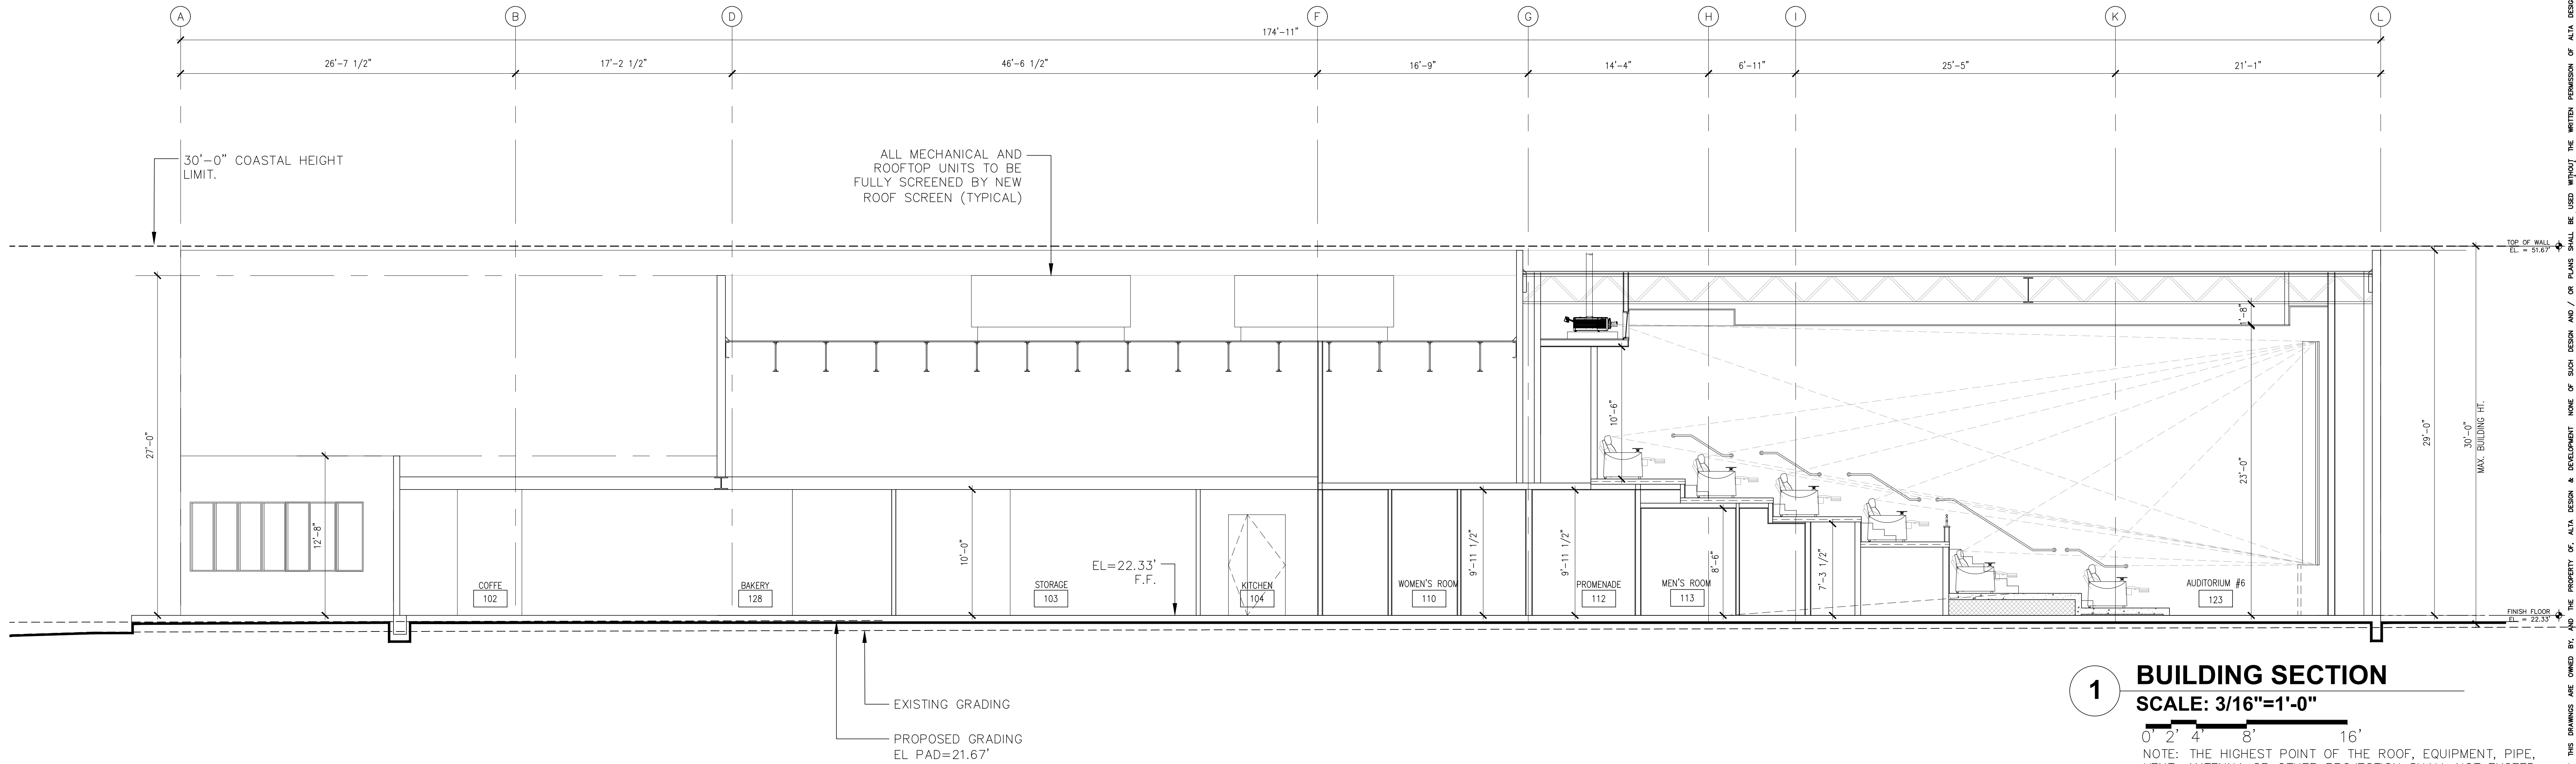 A B D F G H I K L
174'-11"
26'-7 1/2" 17'-2 1/2" 46'-6 1/2" 16'-9" 14'-4" 6'-11" 25'-5" 21'-1"
30'-0" COASTAL HEIGHT
LIMIT.
ALL MECHANICAL AND
ROOFTOP UNITS TO BE
FULLY SCREENED BY NEW
ROOF SCREEN (TYPICAL)
TOP OF WALL
EL. = 51.67'
27'-0"
12'-8"
10'-0"
9'-11 1/2"
9'-11 1/2"
10'-6"
8'-6"
7'-3 1/2"
1'-8"
23'-0"
29'-0"
30'-0"
MAX. BUILDING HT.
COFFE
102
BAKERY
128
STORAGE
103
KITCHEN
104
EL=22.33'
F.F.
WOMEN'S ROOM
110
PROMENADE
112
MEN'S ROOM
113
AUDITORIUM #6
123
FINISH FLOOR
EL. = 22.33'
EXISTING GRADING
PROPOSED GRADING
EL PAD=21.67'
1
BUILDING SECTION
SCALE: 3/16"=1'-0"
0' 2' 4' 8' 16'
NOTE: THE HIGHEST POINT OF THE ROOF, EQUIPMENT, PIPE,
THIS DRAWINGS ARE OWNED BY, AND THE PROPERTY OF, ALTA DESIGN & DEVELOPMENT NONE OF SUCH DESIGN AND / OR PLANS SHALL BE USED WITHOUT THE WRITTEN PERMISSION OF ALTA DESIG